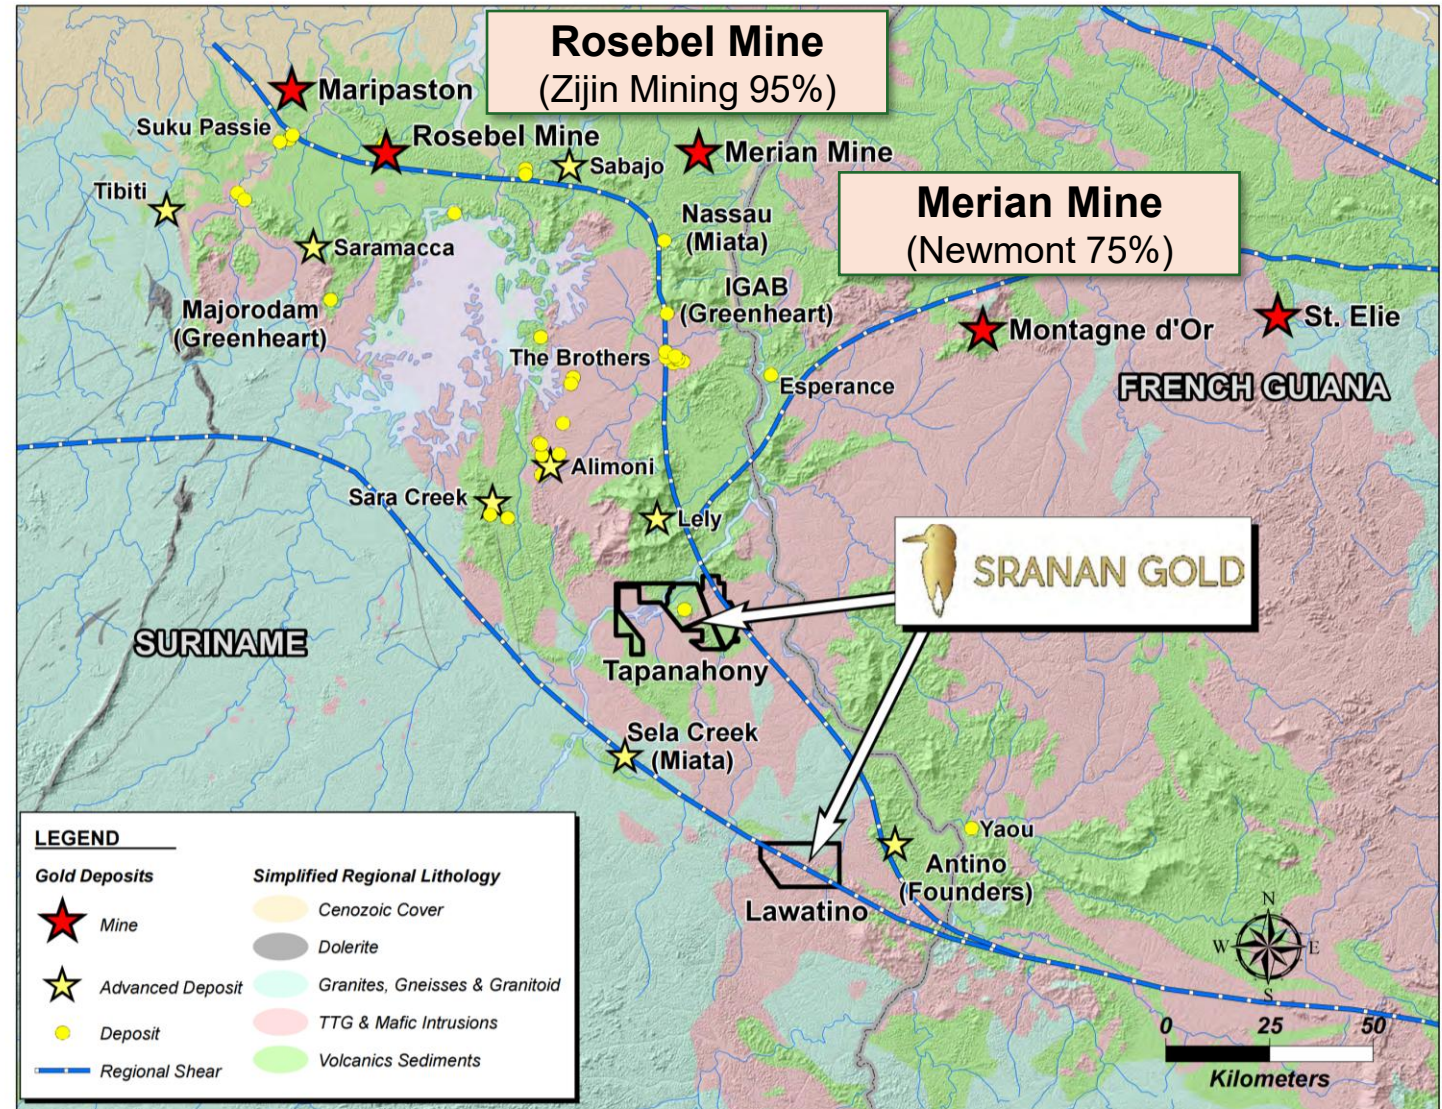 Rosebel Mine
(Zijin Mining 95%)
Maripaston
Suku Passie
Rosebel Mine
Sabajo
Merian Mine
Tibiti
Merian Mine
(Newmont 75%)
Nassau
(Miata)
Saramacca
IGAB
(Greenheart)
Majorodam
(Greenheart)
St. Elie
Montagne d'Or
The Brothers
Esperance
FRENCH GUIANA
Alimoni
Sara Creek
Lely
SRANAN GOLD
SURINAME
Tapanahony
Sela Creek
(Miata)
Yaou
Antino
(Founders)
Lawatino
LEGEND
Gold Deposits
Mine
Advanced Deposit
Deposit
Regional Shear
Simplified Regional Lithology
Cenozoic Cover
Dolerite
Granites, Gneisses & Granitoid
TTG & Mafic Intrusions
Volcanics Sediments
N
W E
S
0 25 50
Kilometers